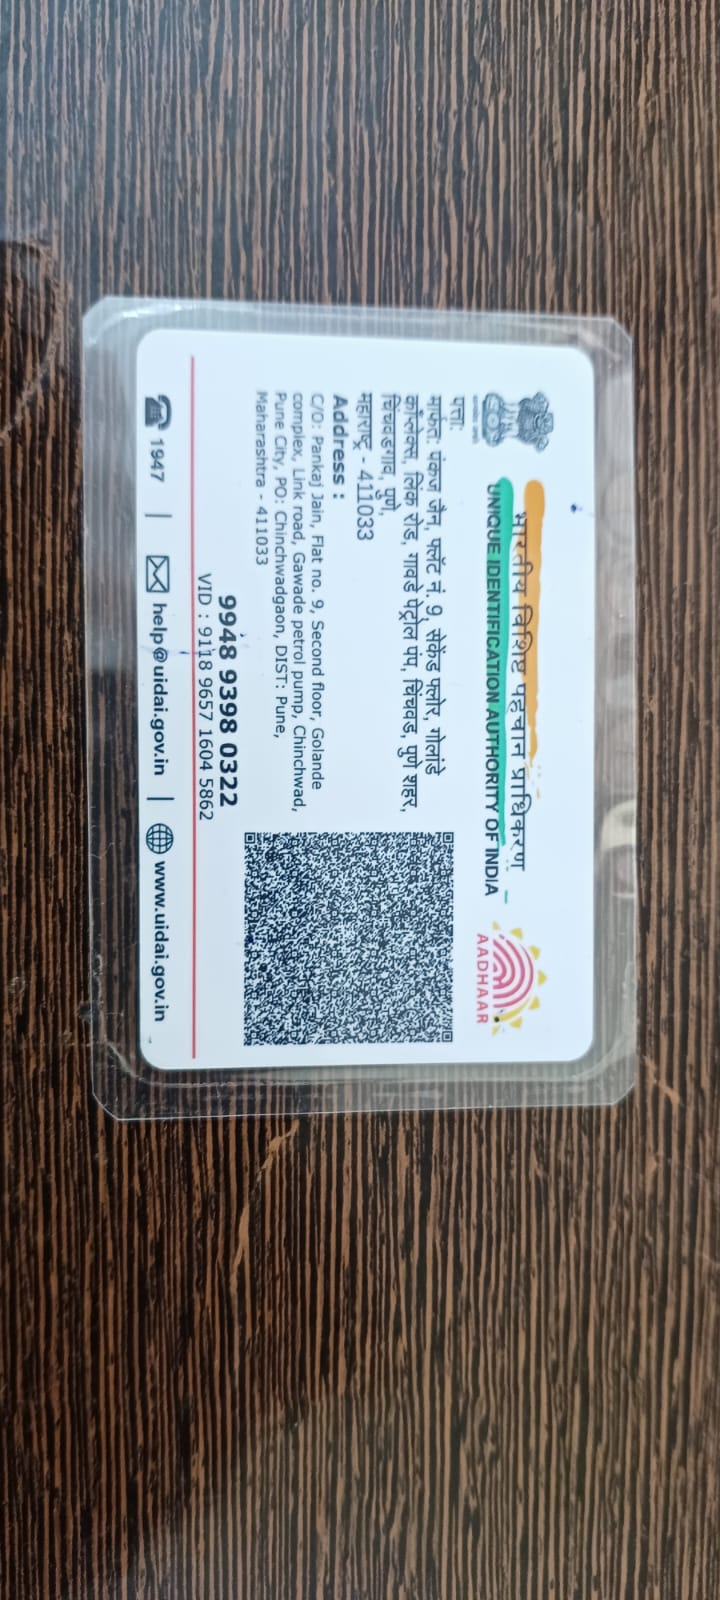 भारतीय विशिष्ट पहचान प्राधिकरण
UNIQUE IDENTIFICATION AUTHORITY OF INDIA
AADHAAR
पत्ता:
मार्फत: पंकज जैन, फ्लॅट नं. 9, सेकेंड फ्लोर, गोलांडे
कॉप्लेक्स, लिंक रोड, गावडे पेट्रोल पंप, चिंचवड, पुणे शहर,
चिंचवडगाव, पुणे,
महाराष्ट्र - 411033
Address :
C/O: Pankaj Jain, Flat no. 9, Second floor, Golande
complex, Link road, Gawade petrol pump, Chinchwad,
Pune City, PO: Chinchwadgaon, DIST: Pune,
Maharashtra - 411033
9948 9398 0322
VID : 9118 9657 1604 5862
1947 | help@uidai.gov.in | www.uidai.gov.in